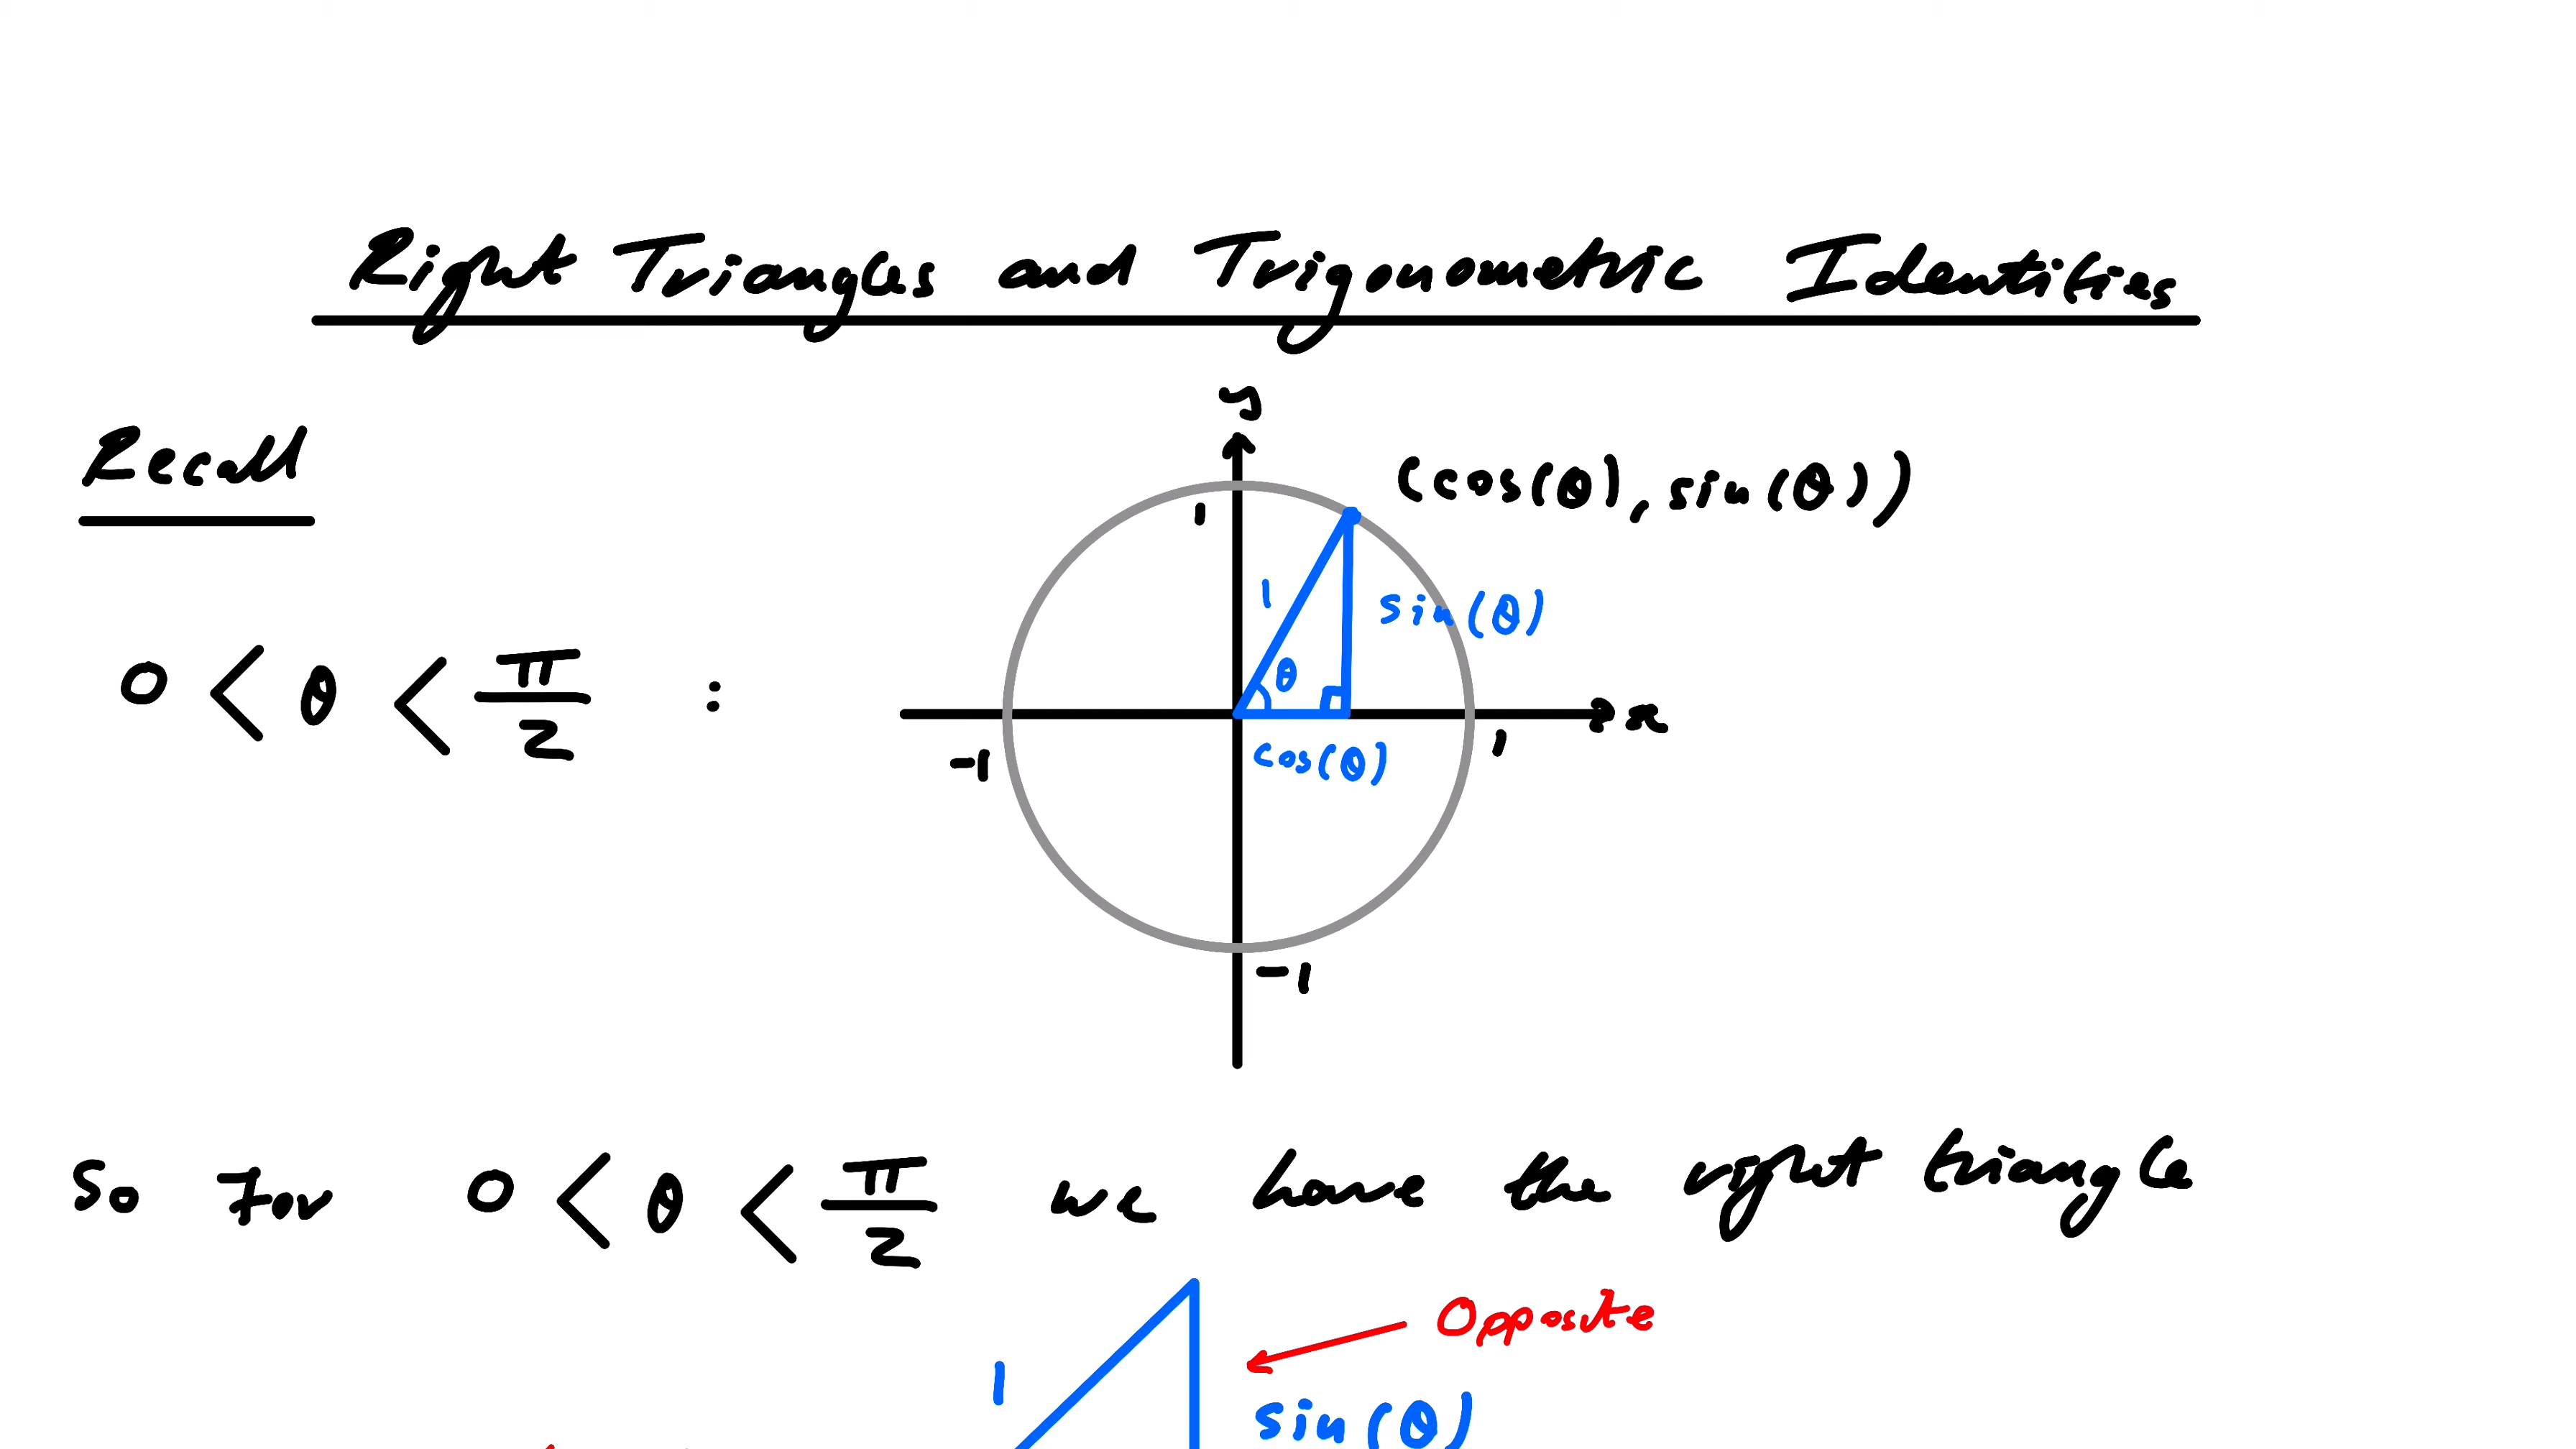 Right Triangles and Trigonometric Identities
Recall
y
(cos(θ), sin(θ))
1
1
sin(θ)
0 < θ < π/2 :
θ
x
-1
cos(θ)
1
-1
So for 0 < θ < π/2 we have the right triangle
Opposite
1
sin(θ)